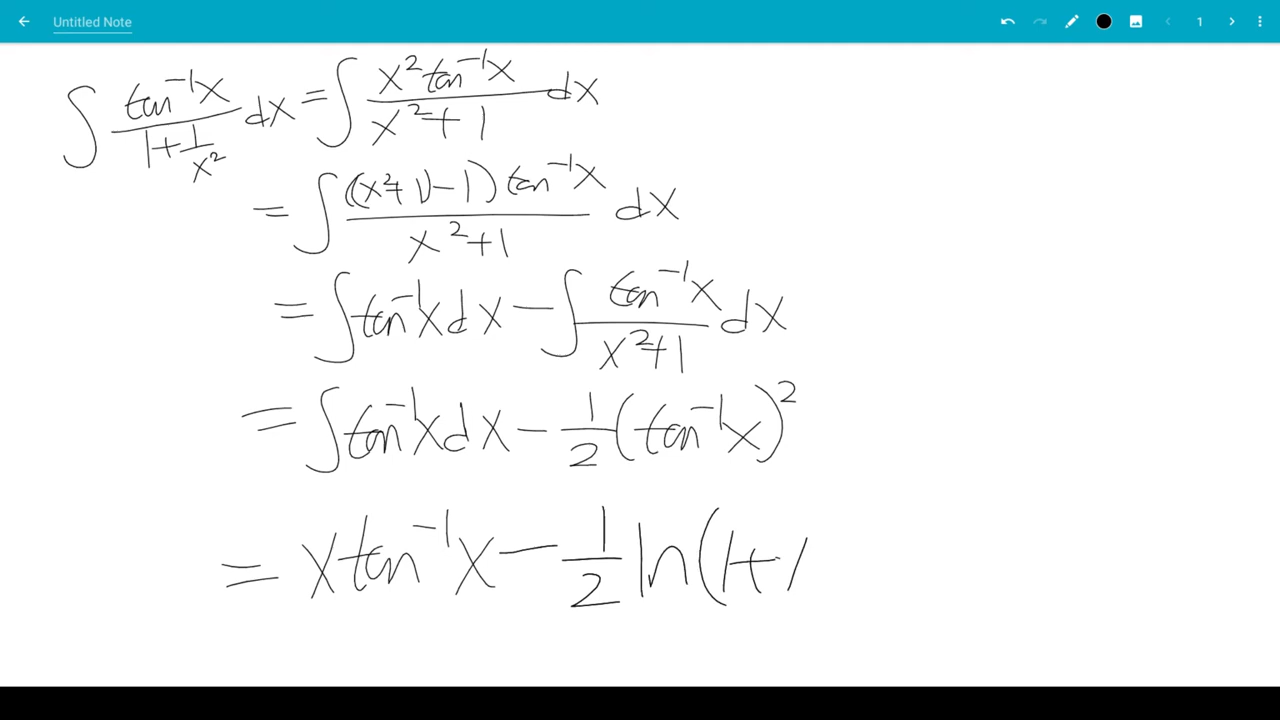 Untitled Note
1
∫ tan⁻¹x / (1 + 1/x²) dx = ∫ x² tan⁻¹x / (x² + 1) dx
= ∫ ((x² + 1) − 1) tan⁻¹x / (x² + 1) dx
= ∫ tan⁻¹x dx − ∫ tan⁻¹x / (x² + 1) dx
= ∫ tan⁻¹x dx − 1/2 (tan⁻¹x)²
= x tan⁻¹x − 1/2 ln(1 +